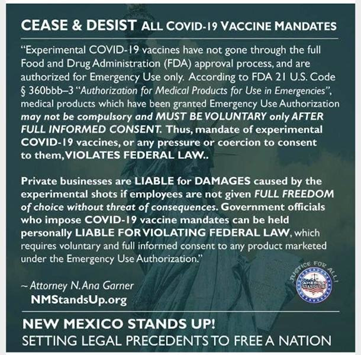 CEASE & DESIST ALL COVID-19 VACCINE MANDATES
“Experimental COVID-19 vaccines have not gone through the full
Food and Drug Administration (FDA) approval process, and are
authorized for Emergency Use only. According to FDA 21 U.S. Code
§ 360bbb–3 “Authorization for Medical Products for Use in Emergencies”,
medical products which have been granted Emergency Use Authorization
may not be compulsory and MUST BE VOLUNTARY only AFTER
FULL INFORMED CONSENT. Thus, mandate of experimental
COVID-19 vaccines, or any pressure or coercion to consent
to them, VIOLATES FEDERAL LAW..
Private businesses are LIABLE for DAMAGES caused by the
experimental shots if employees are not given FULL FREEDOM
of choice without threat of consequences. Government officials
who impose COVID-19 vaccine mandates can be held
personally LIABLE FOR VIOLATING FEDERAL LAW, which
requires voluntary and full informed consent to any product marketed
under the Emergency Use Authorization.”
JUSTICE FOR ALL!
~ Attorney N. Ana Garner
NMStandsUp.org
NEW MEXICO STANDS UP!
SETTING LEGAL PRECEDENTS TO FREE A NATION